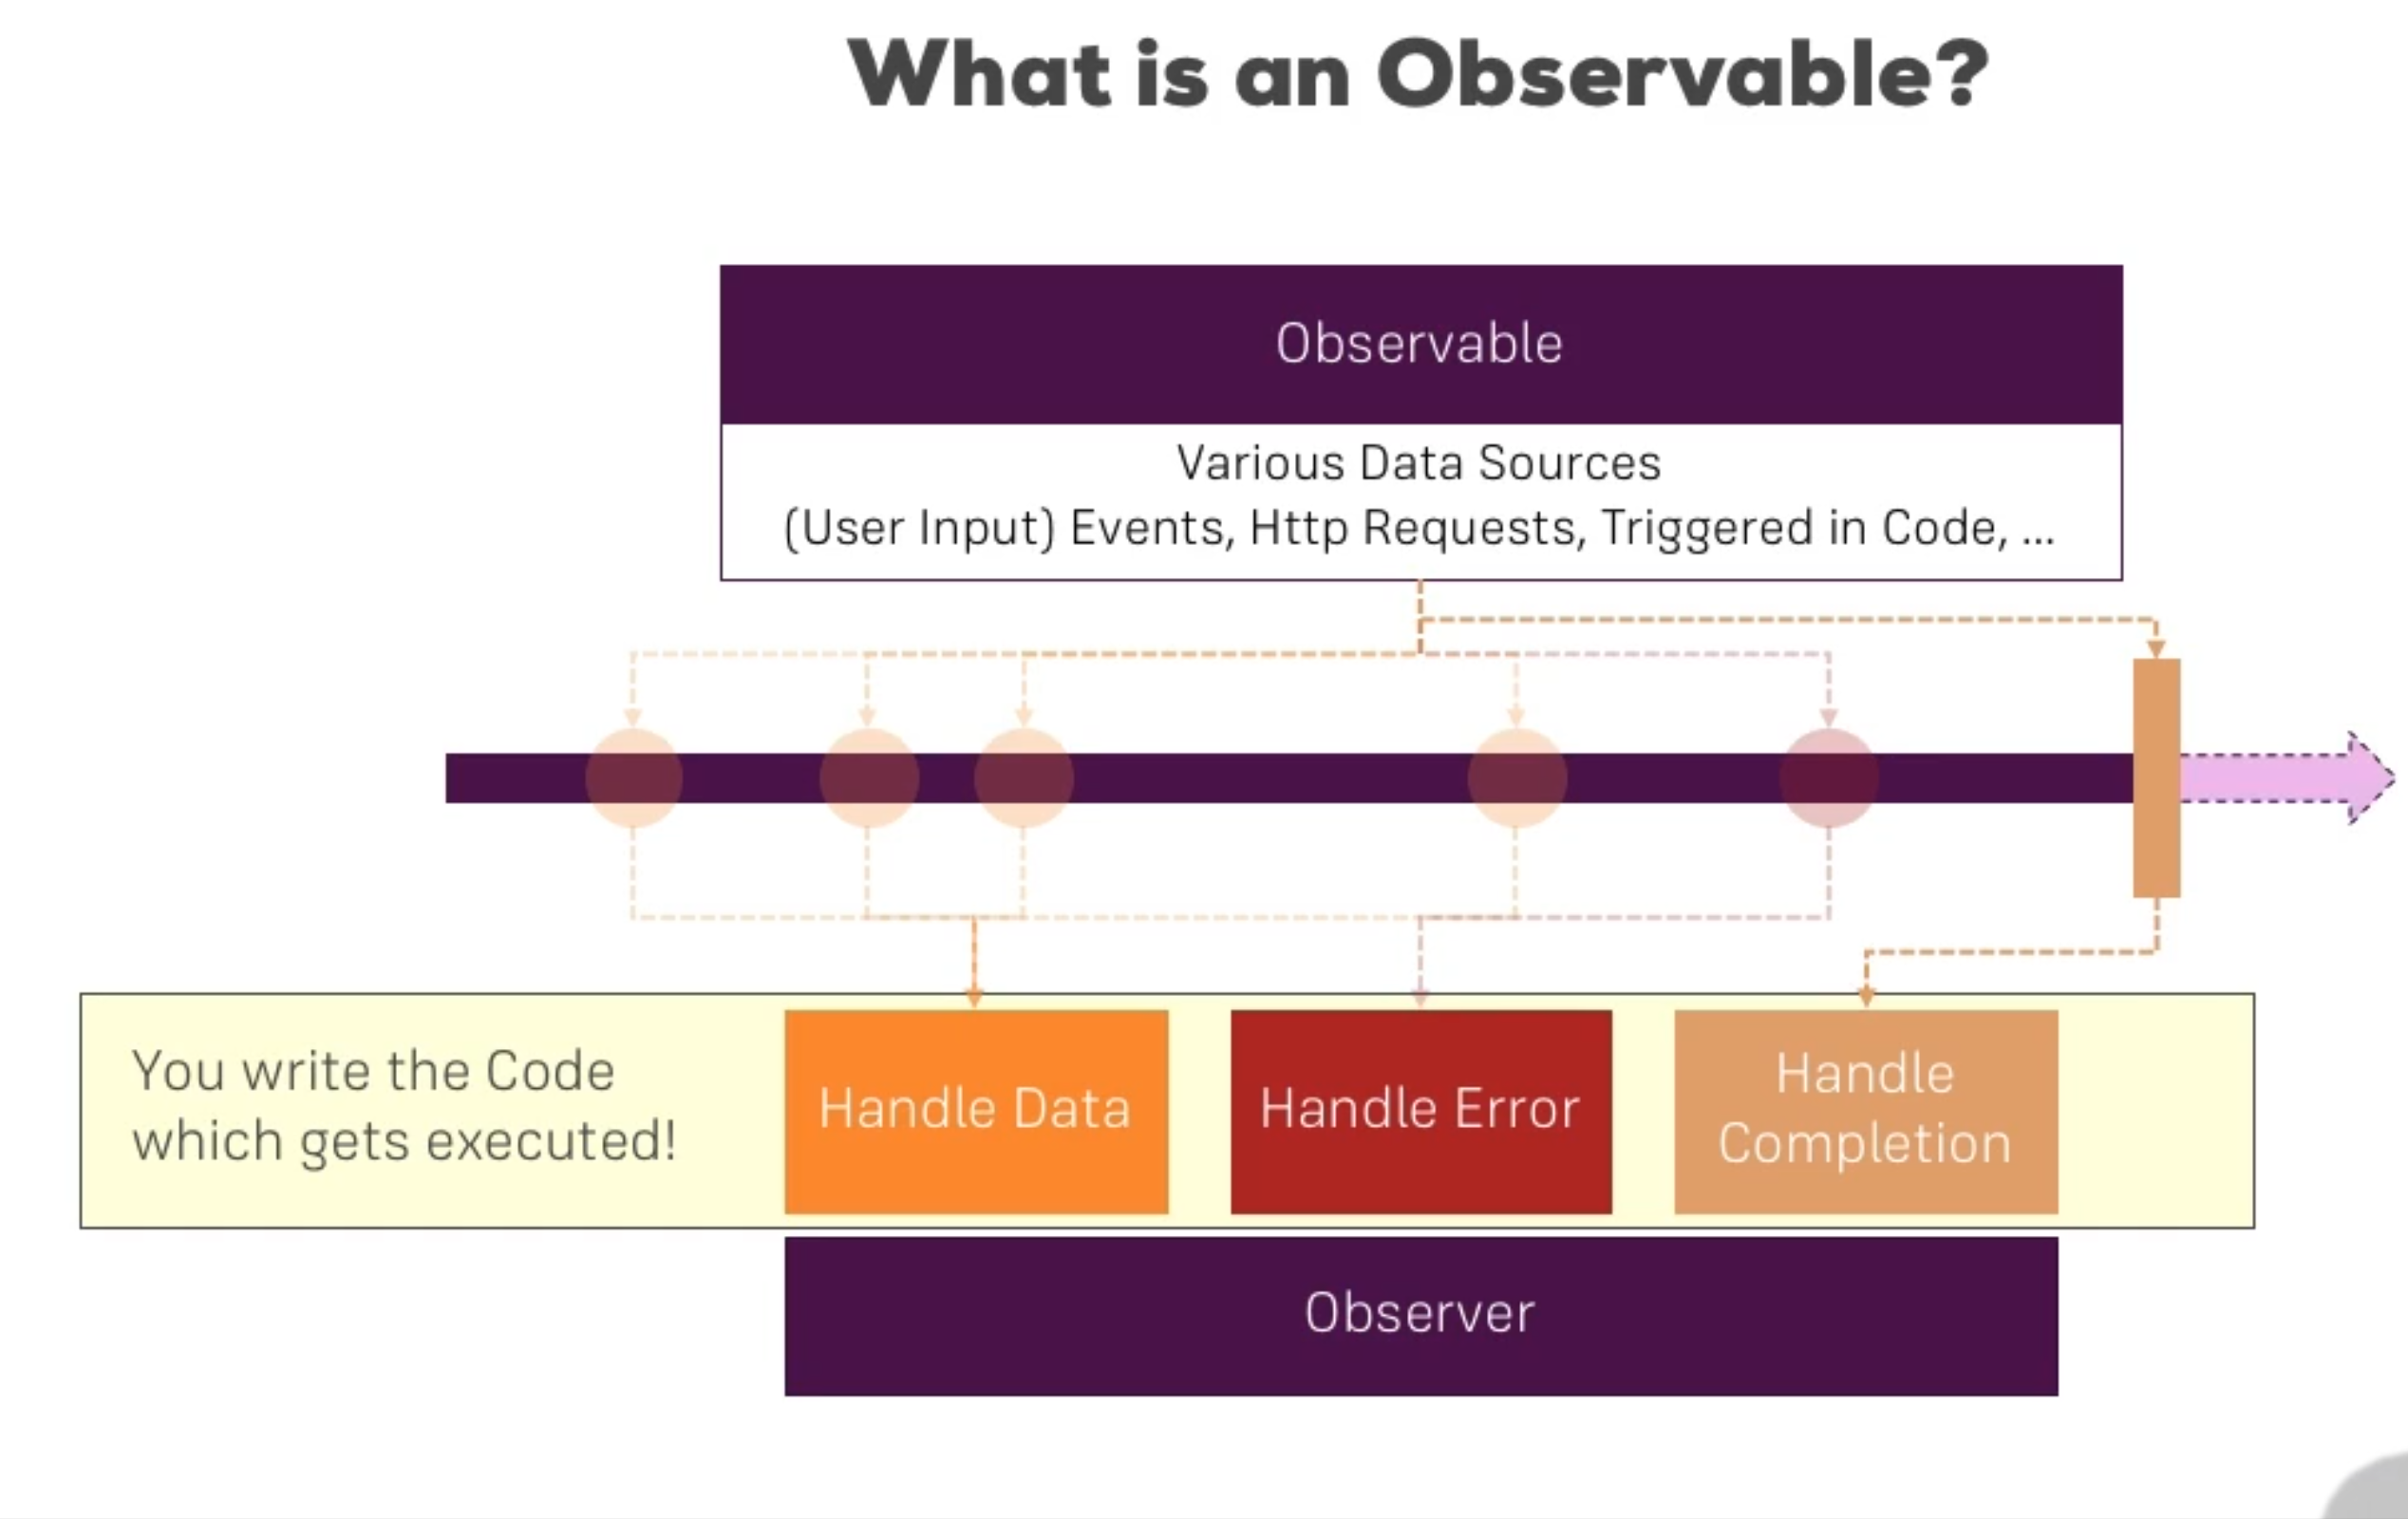 What is an Observable?
Observable
Various Data Sources
(User Input) Events, Http Requests, Triggered in Code, ...
You write the Code
which gets executed!
Handle Data
Handle Error
Handle
Completion
Observer